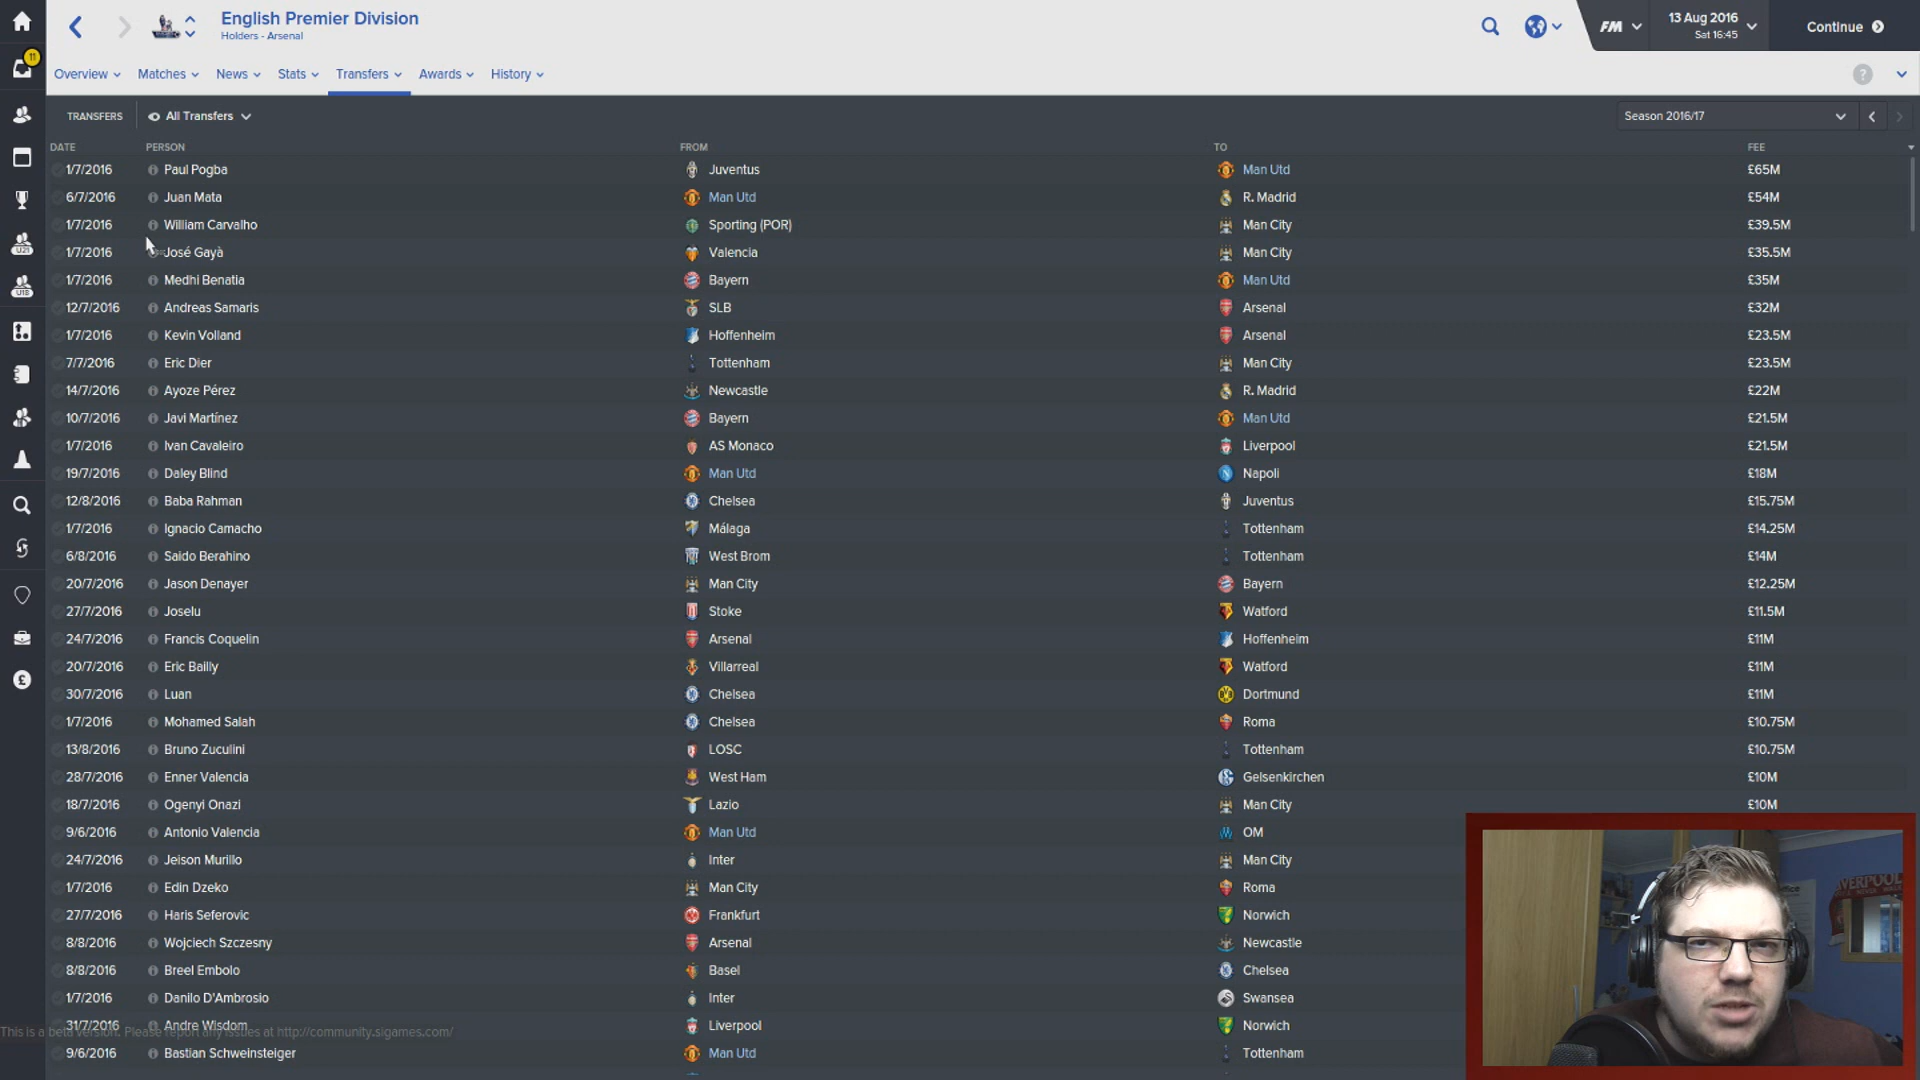 English Premier Division
Holders - Arsenal
FM
13 Aug 2016
Sat 16:45
Continue
11
Overview Matches News Stats Transfers Awards History
?
TRANSFERS All Transfers Season 2016/17
DATE PERSON FROM TO FEE
1/7/2016 Paul Pogba Juventus Man Utd £65M
6/7/2016 Juan Mata Man Utd R. Madrid £54M
1/7/2016 William Carvalho Sporting (POR) Man City £39.5M
1/7/2016 José Gayà Valencia Man City £35.5M
1/7/2016 Medhi Benatia Bayern Man Utd £35M
12/7/2016 Andreas Samaris SLB Arsenal £32M
1/7/2016 Kevin Volland Hoffenheim Arsenal £23.5M
7/7/2016 Eric Dier Tottenham Man City £23.5M
14/7/2016 Ayoze Pérez Newcastle R. Madrid £22M
10/7/2016 Javi Martínez Bayern Man Utd £21.5M
1/7/2016 Ivan Cavaleiro AS Monaco Liverpool £21.5M
19/7/2016 Daley Blind Man Utd Napoli £18M
12/8/2016 Baba Rahman Chelsea Juventus £15.75M
1/7/2016 Ignacio Camacho Málaga Tottenham £14.25M
6/8/2016 Saido Berahino West Brom Tottenham £14M
20/7/2016 Jason Denayer Man City Bayern £12.25M
27/7/2016 Joselu Stoke Watford £11.5M
24/7/2016 Francis Coquelin Arsenal Hoffenheim £11M
20/7/2016 Eric Bailly Villarreal Watford £11M
30/7/2016 Luan Chelsea Dortmund £11M
1/7/2016 Mohamed Salah Chelsea Roma £10.75M
13/8/2016 Bruno Zuculini LOSC Tottenham £10.75M
28/7/2016 Enner Valencia West Ham Gelsenkirchen £10M
18/7/2016 Ogenyi Onazi Lazio Man City £10M
9/6/2016 Antonio Valencia Man Utd OM
24/7/2016 Jeison Murillo Inter Man City
1/7/2016 Edin Dzeko Man City Roma
27/7/2016 Haris Seferovic Frankfurt Norwich
8/8/2016 Wojciech Szczesny Arsenal Newcastle
8/8/2016 Breel Embolo Basel Chelsea
1/7/2016 Danilo D'Ambrosio Inter Swansea
31/7/2016 Andre Wisdom Liverpool Norwich
This is a beta version. Please report any issues at http://community.sigames.com/
9/6/2016 Bastian Schweinsteiger Man Utd Tottenham
U21
U18